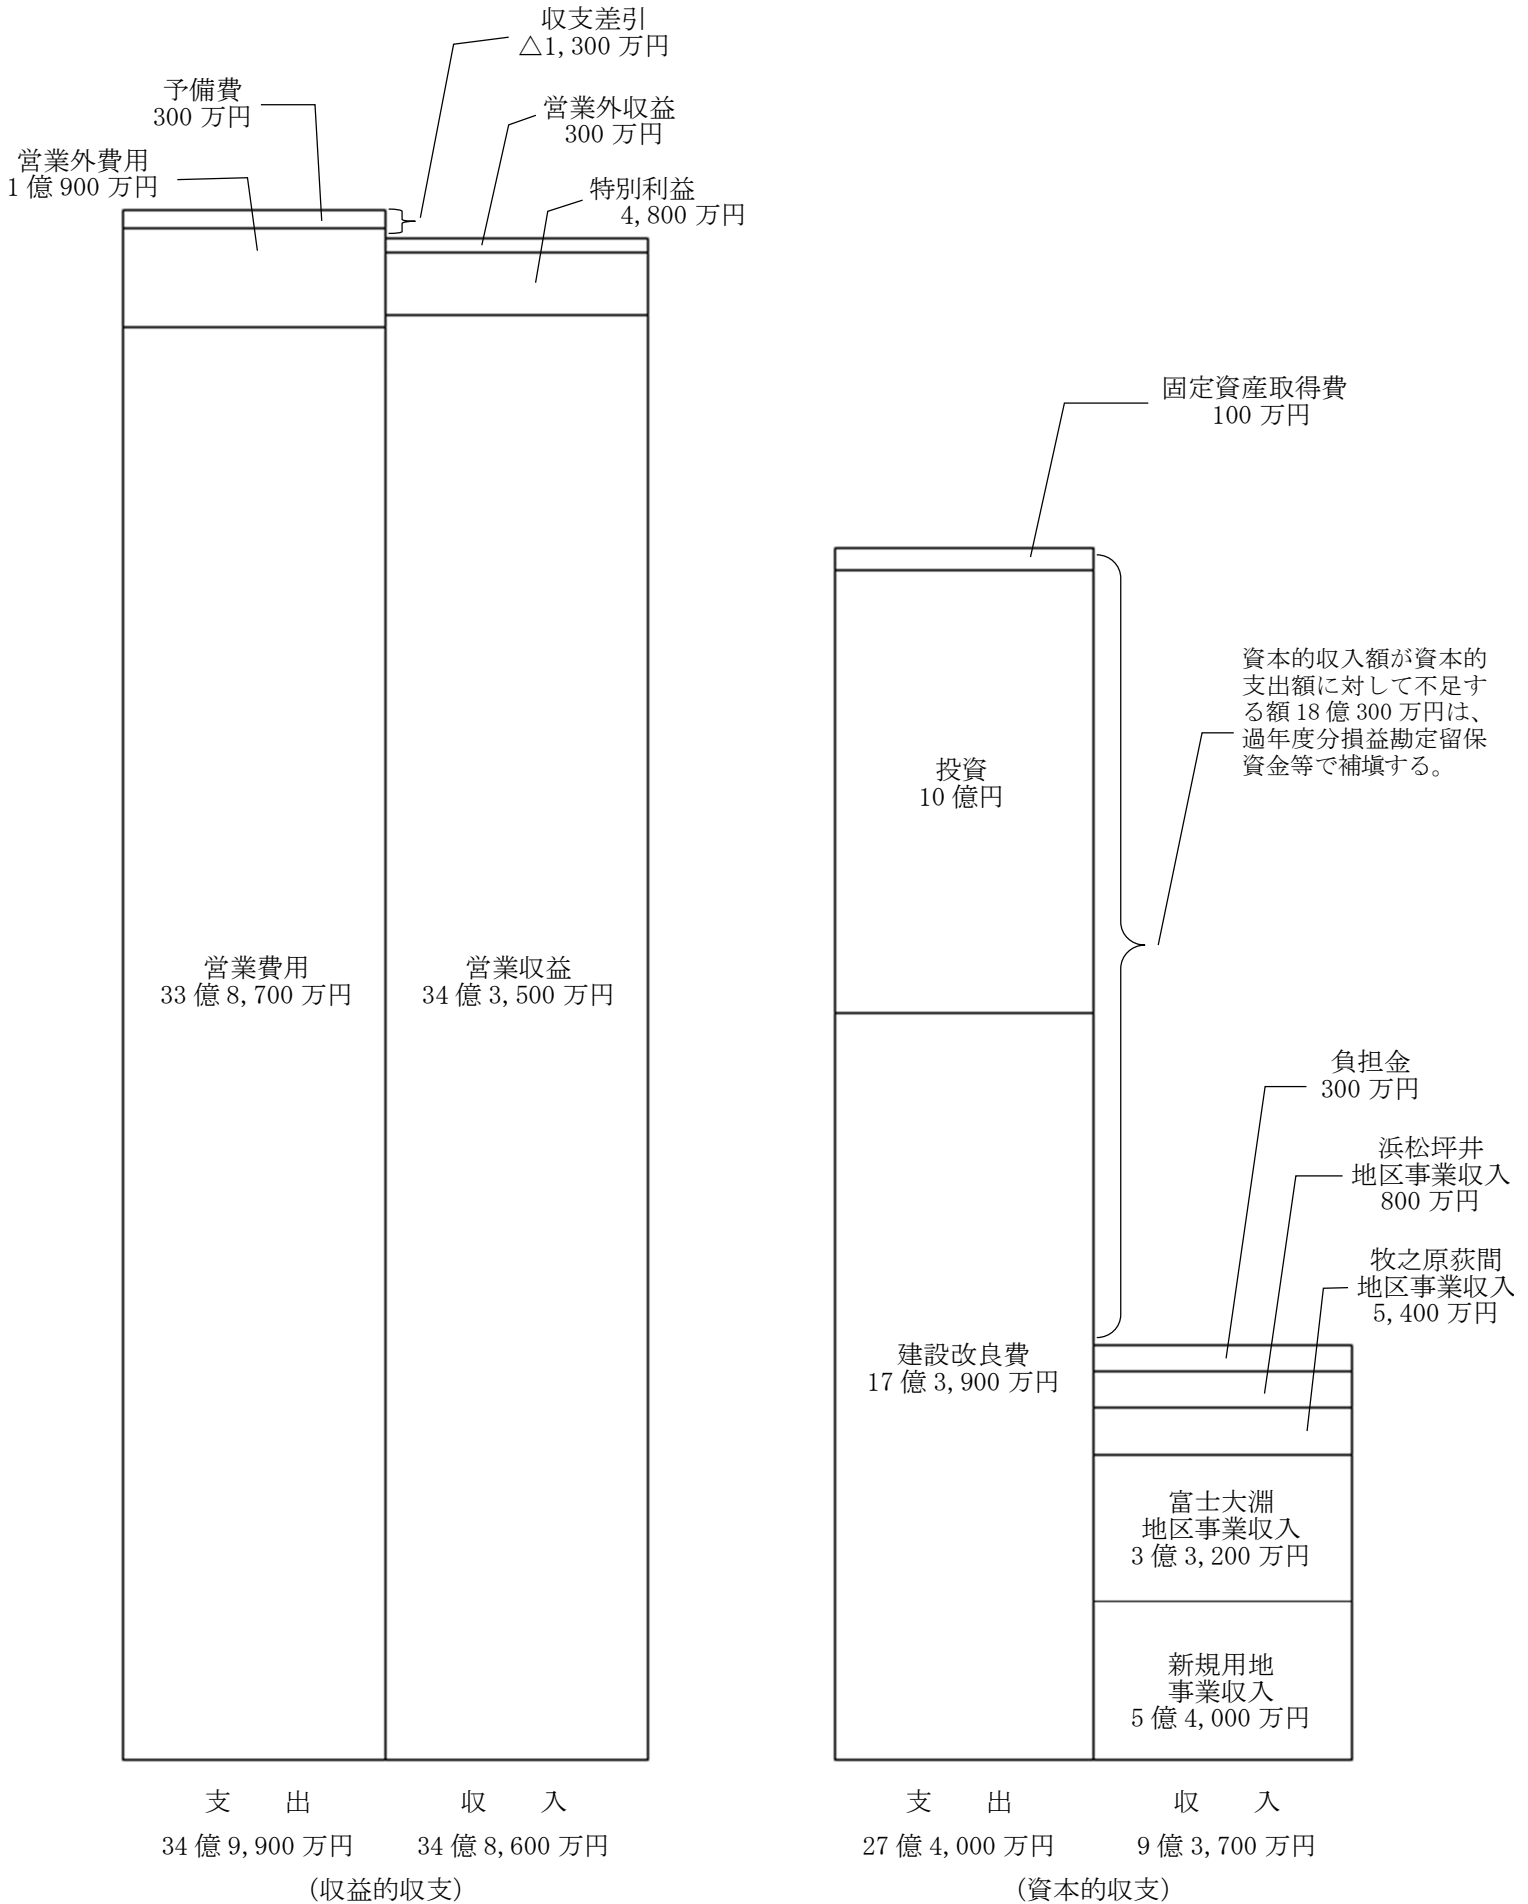 収支差引
△1,300 万円
予備費
300 万円
営業外収益
300 万円
営業外費用
1 億 900 万円
特別利益
4,800 万円
営業費用
33 億 8,700 万円
営業収益
34 億 3,500 万円
支　　出
収　　入
34 億 9,900 万円
34 億 8,600 万円
(収益的収支)
固定資産取得費
100 万円
資本的収入額が資本的
支出額に対して不足す
る額 18 億 300 万円は、
過年度分損益勘定留保
資金等で補塡する。
投資
10 億円
建設改良費
17 億 3,900 万円
負担金
300 万円
浜松坪井
地区事業収入
800 万円
牧之原荻間
地区事業収入
5,400 万円
富士大淵
地区事業収入
3 億 3,200 万円
新規用地
事業収入
5 億 4,000 万円
支　　出
収　　入
27 億 4,000 万円
9 億 3,700 万円
(資本的収支)